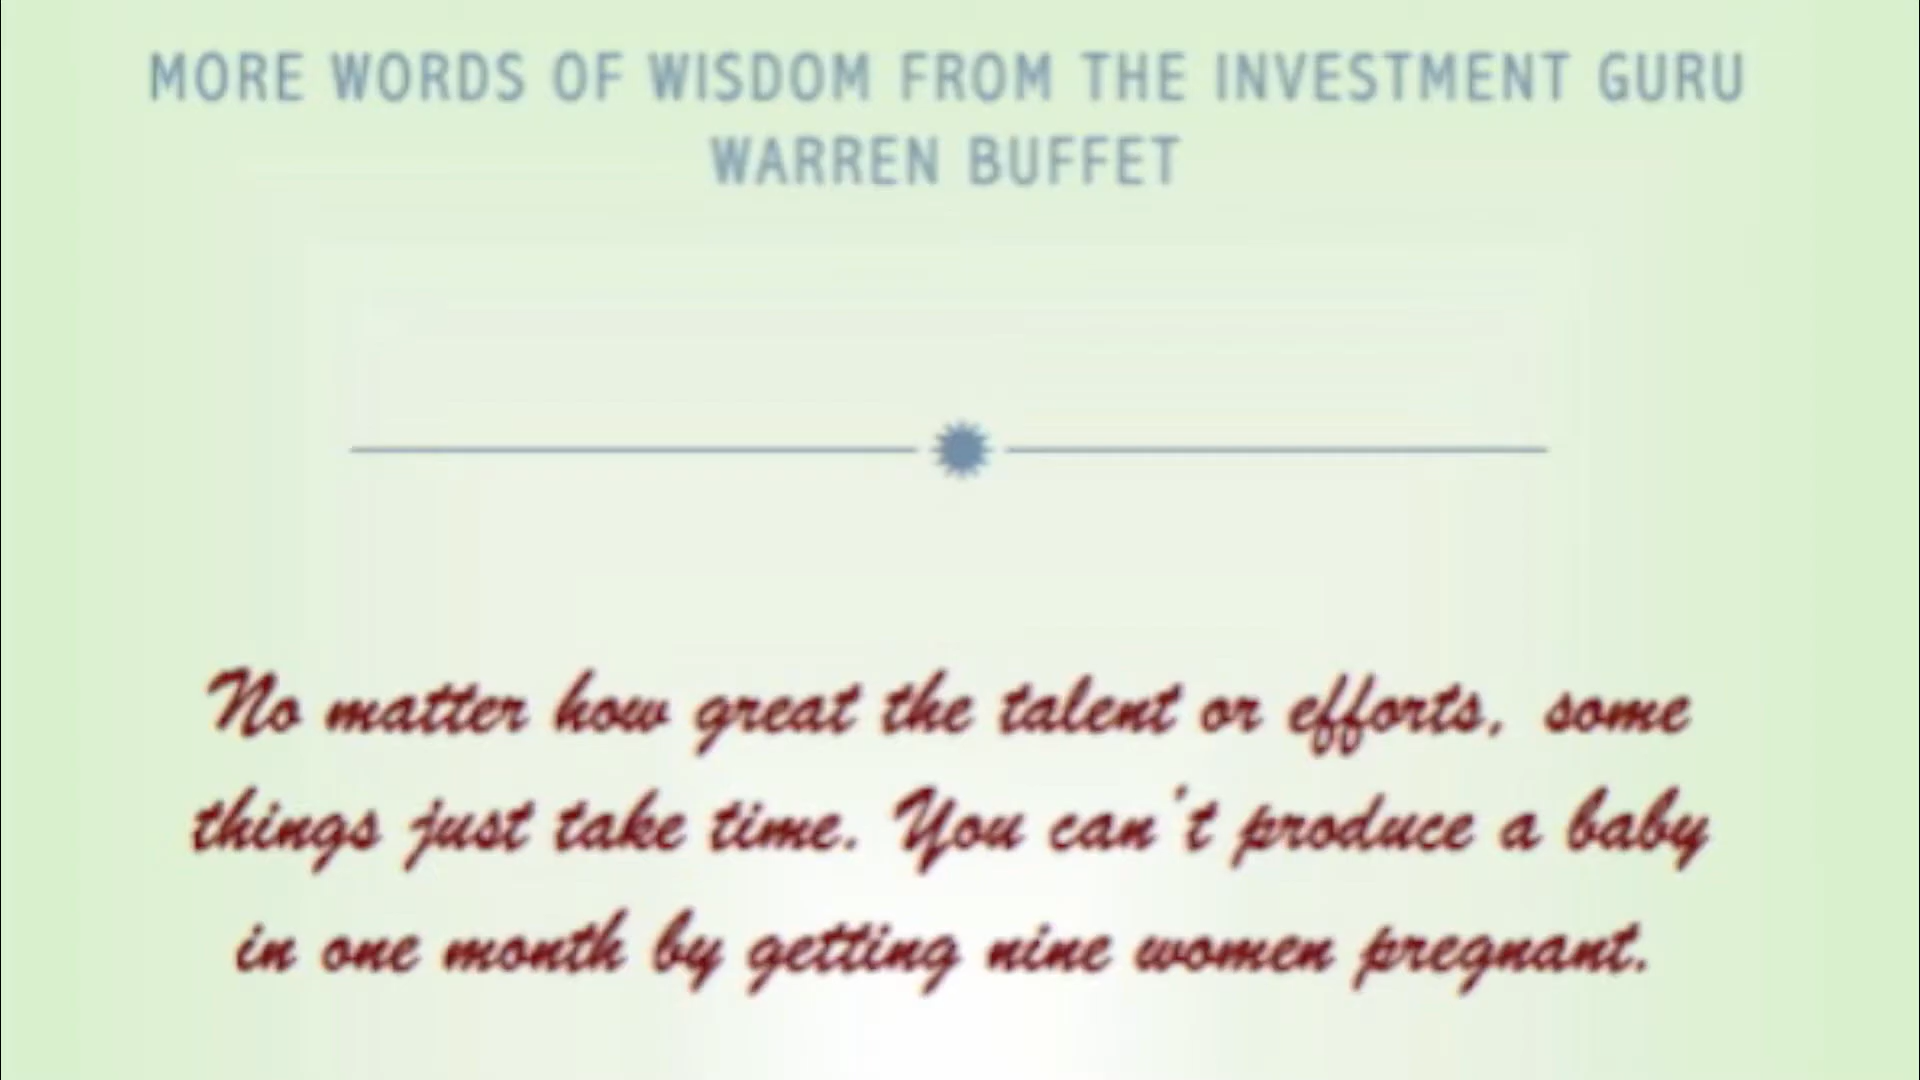 MORE WORDS OF WISDOM FROM THE INVESTMENT GURU
WARREN BUFFET
No matter how great the talent or efforts, some
things just take time. You can't produce a baby
in one month by getting nine women pregnant.